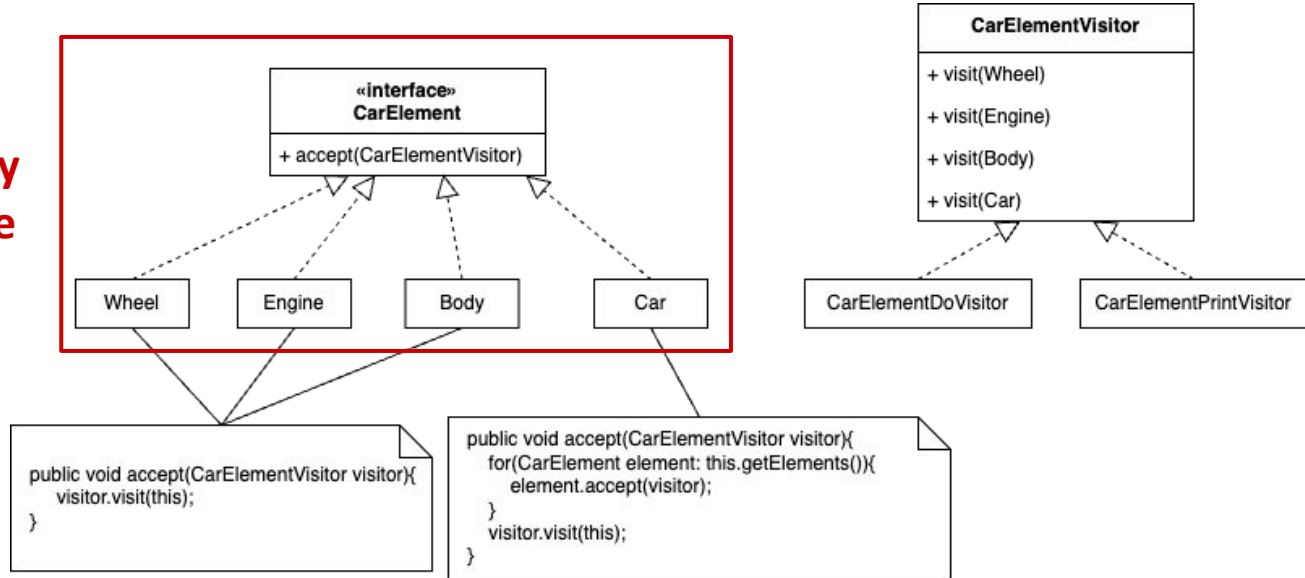 CarElementVisitor
+ visit(Wheel)
+ visit(Engine)
+ visit(Body)
+ visit(Car)
«interface»
CarElement
+ accept(CarElementVisitor)
Wheel
Engine
Body
Car
CarElementDoVisitor
CarElementPrintVisitor
public void accept(CarElementVisitor visitor){
visitor.visit(this);
}
public void accept(CarElementVisitor visitor){
for(CarElement element: this.getElements()){
element.accept(visitor);
}
visitor.visit(this);
}